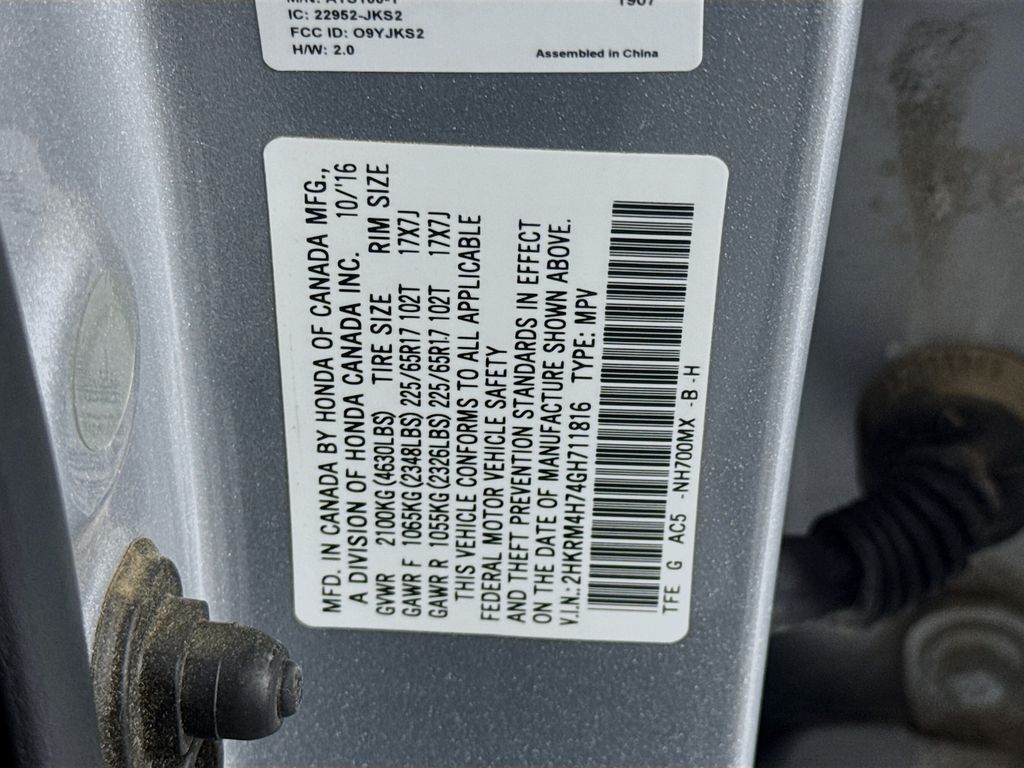 IC: 22952-JKS2
FCC ID: O9YJKS2
H/W: 2.0
Assembled in China
MFD. IN CANADA BY HONDA OF CANADA MFG.,
A DIVISION OF HONDA CANADA INC. 10/'16
GVWR 2100KG(4630LBS) TIRE SIZE RIM SIZE
GAWR F 1065KG(2348LBS) 225/65R17 102T 17X7J
GAWR R 1055KG(2326LBS) 225/65R17 102T 17X7J
THIS VEHICLE CONFORMS TO ALL APPLICABLE
FEDERAL MOTOR VEHICLE SAFETY
AND THEFT PREVENTION STANDARDS IN EFFECT
ON THE DATE OF MANUFACTURE SHOWN ABOVE.
V.I.N.:2HKRM4H74GH711816 TYPE: MPV
TFE G AC5 -NH700MX -B -H